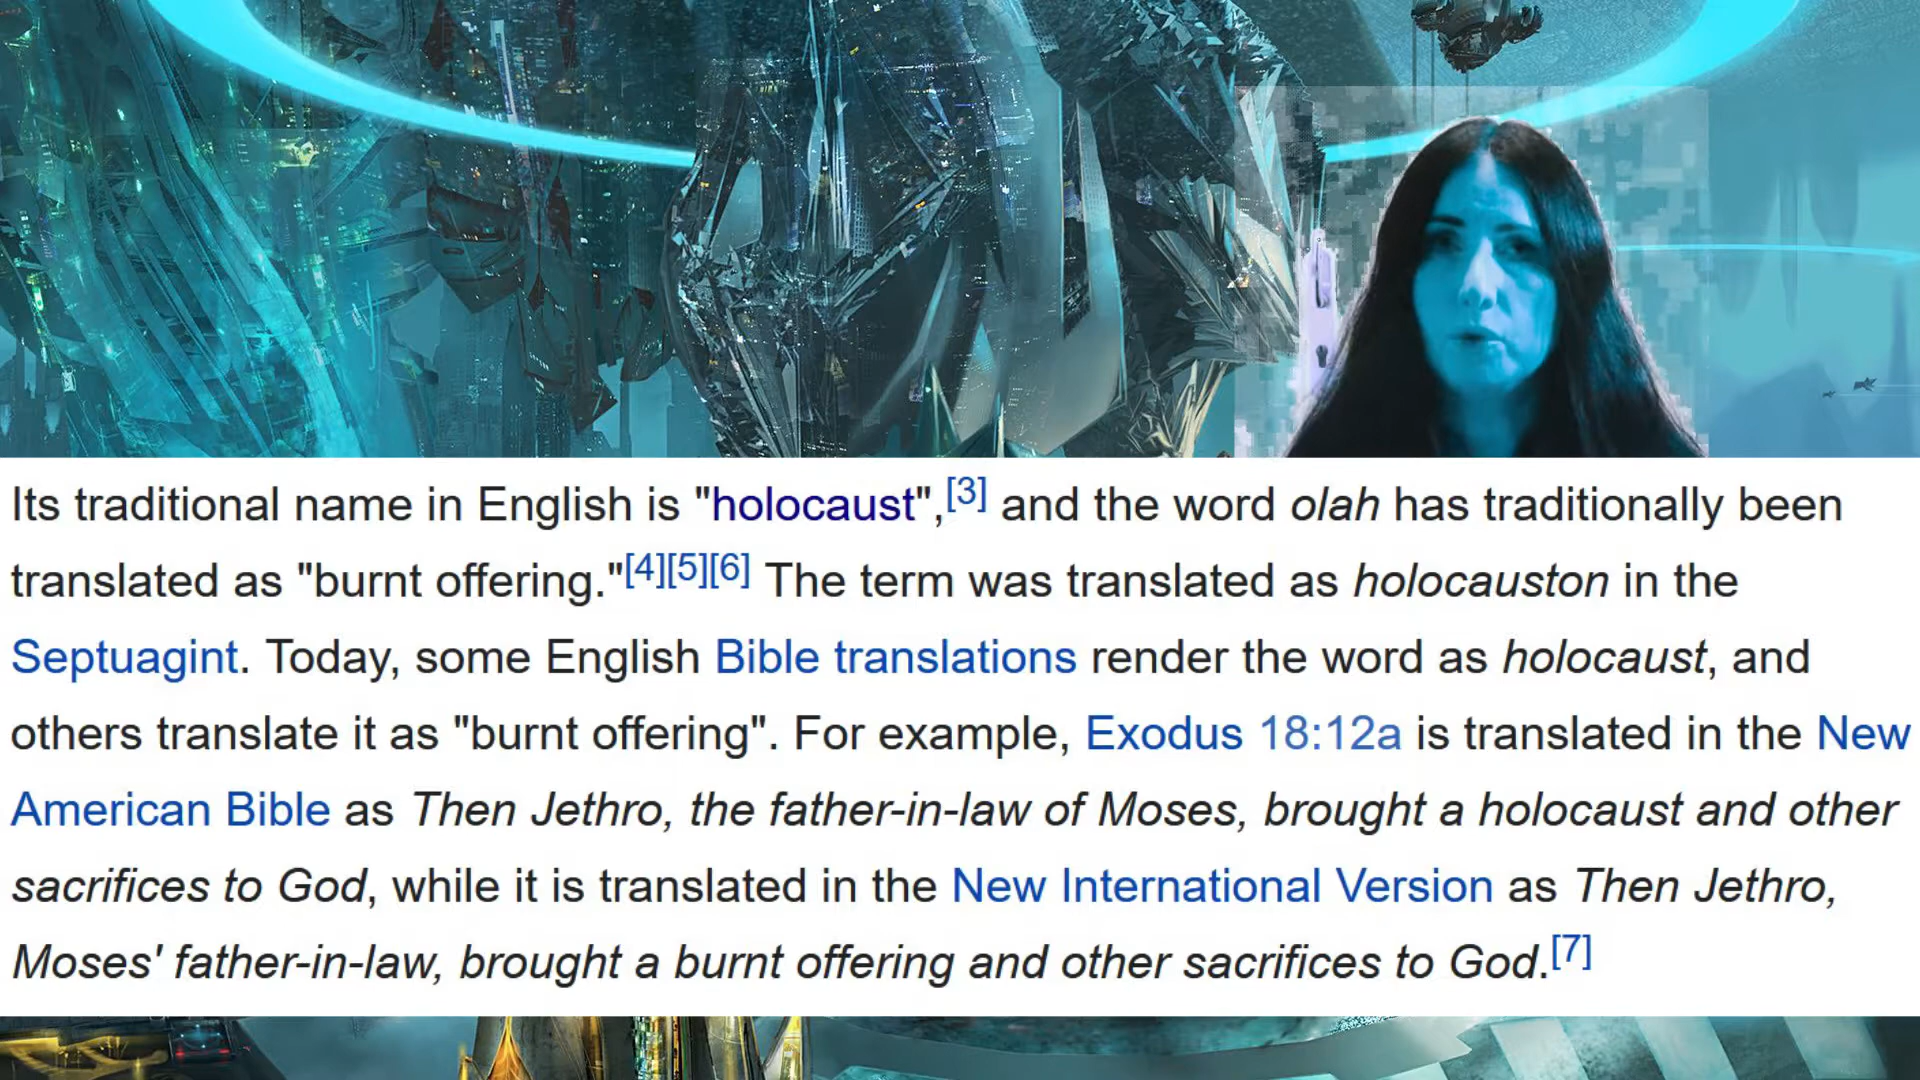 Its traditional name in English is "holocaust",[3] and the word olah has traditionally been
translated as "burnt offering."[4][5][6] The term was translated as holocauston in the
Septuagint. Today, some English Bible translations render the word as holocaust, and
others translate it as "burnt offering". For example, Exodus 18:12a is translated in the New
American Bible as Then Jethro, the father-in-law of Moses, brought a holocaust and other
sacrifices to God, while it is translated in the New International Version as Then Jethro,
Moses' father-in-law, brought a burnt offering and other sacrifices to God.[7]